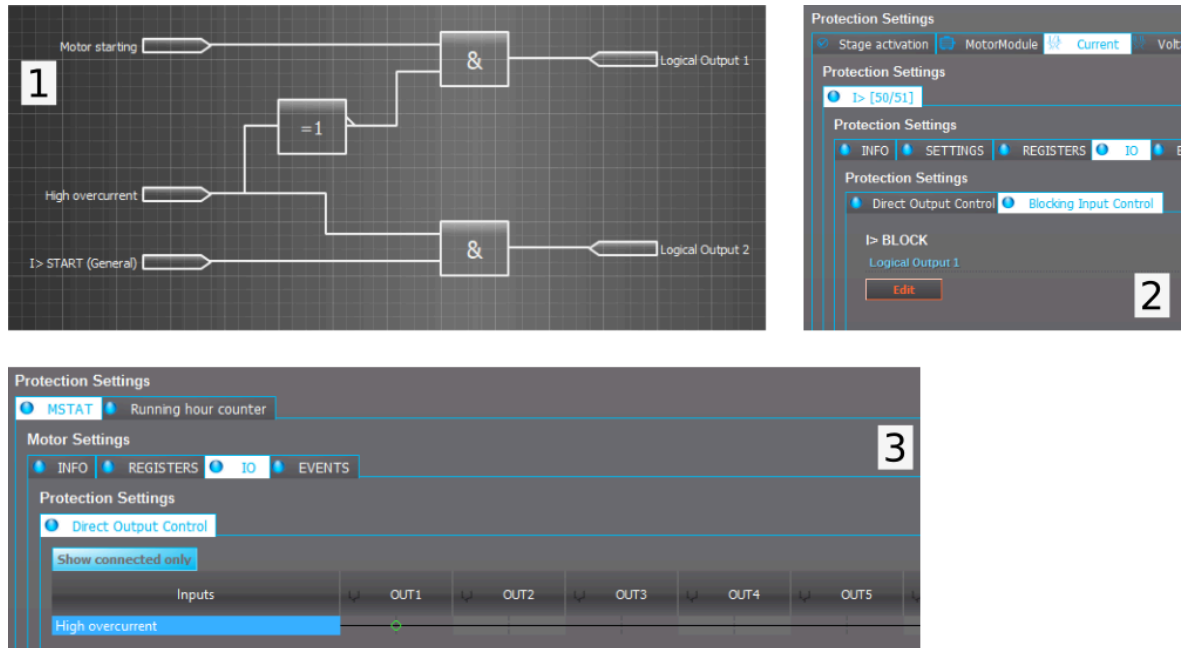 Motor starting
&
Logical Output 1
1
=1
High overcurrent
&
Logical Output 2
I> START (General)
Protection Settings
Stage activation MotorModule Current Volt
Protection Settings
I> [50/51]
Protection Settings
INFO SETTINGS REGISTERS IO E
Protection Settings
Direct Output Control Blocking Input Control
I> BLOCK
Logical Output 1
Edit
2
Protection Settings
MSTAT Running hour counter
Motor Settings
3
INFO REGISTERS IO EVENTS
Protection Settings
Direct Output Control
Show connected only
Inputs OUT1 OUT2 OUT3 OUT4 OUT5
High overcurrent